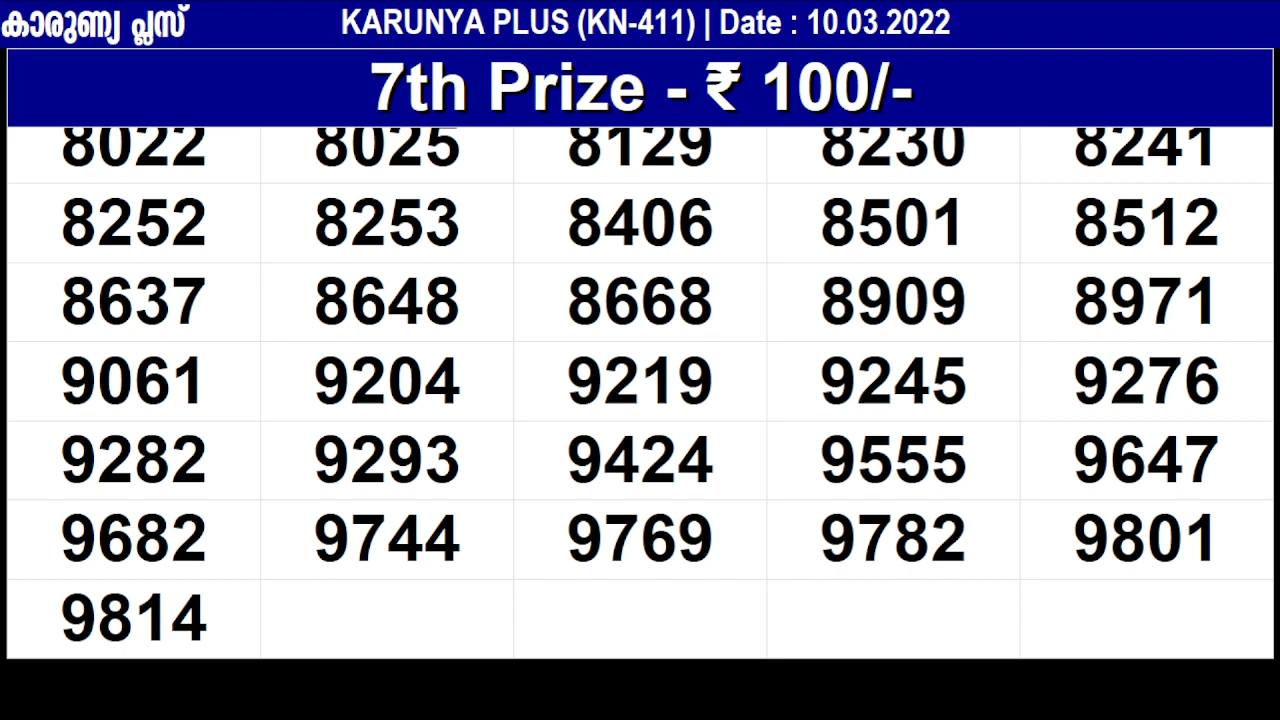 കാരുണ്യ പ്ലസ് KARUNYA PLUS (KN-411) | Date : 10.03.2022
7th Prize - ₹ 100/-
8022 8025 8129 8230 8241
8252 8253 8406 8501 8512
8637 8648 8668 8909 8971
9061 9204 9219 9245 9276
9282 9293 9424 9555 9647
9682 9744 9769 9782 9801
9814